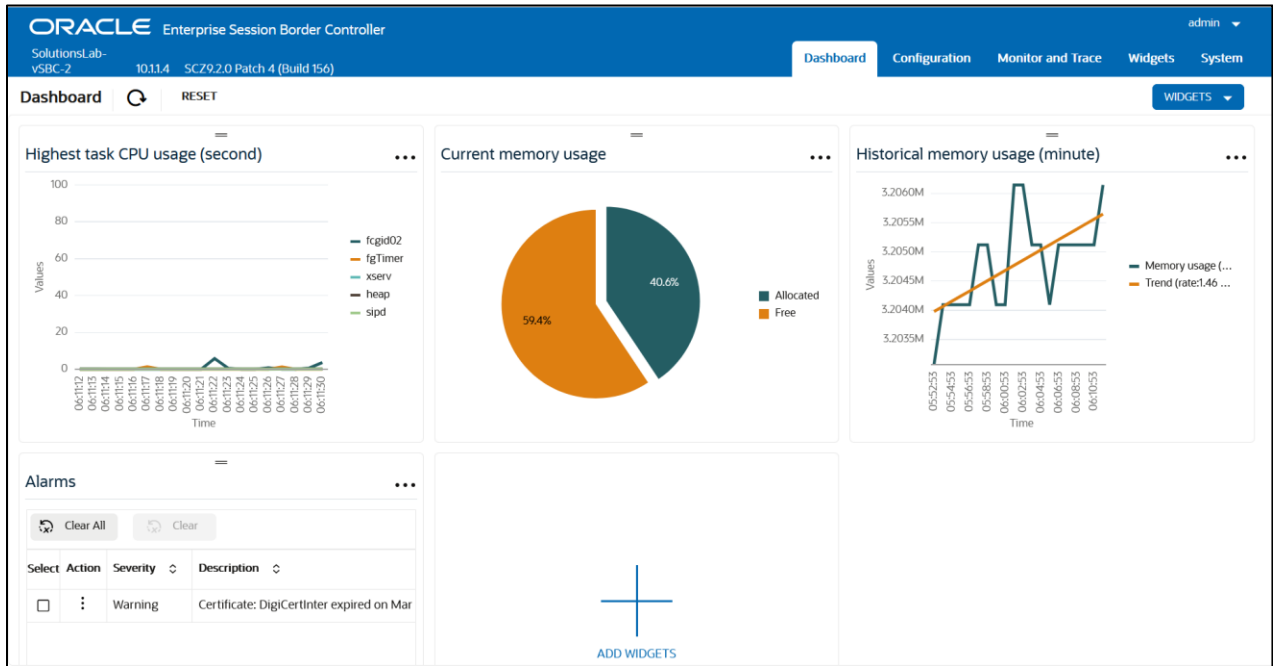 ORACLE Enterprise Session Border Controller
admin
SolutionsLab-
vSBC-2 10.1.1.4 SCZ9.2.0 Patch 4 (Build 156)
Dashboard Configuration Monitor and Trace Widgets System
Dashboard RESET WIDGETS
Highest task CPU usage (second)
100
80
60
40
20
0
Values
06:11:12
06:11:13
06:11:14
06:11:15
06:11:16
06:11:17
06:11:18
06:11:19
06:11:20
06:11:21
06:11:22
06:11:23
06:11:24
06:11:25
06:11:26
06:11:27
06:11:28
06:11:29
06:11:30
Time
fcgid02
fgTimer
xserv
heap
sipd
Current memory usage
40.6%
59.4%
Allocated
Free
Historical memory usage (minute)
3.2060M
3.2055M
3.2050M
3.2045M
3.2040M
3.2035M
Values
05:52:53
05:54:53
05:56:53
05:58:53
06:00:53
06:02:53
06:04:53
06:06:53
06:08:53
06:10:53
Time
Memory usage (...
Trend (rate:1.46 ...
Alarms
Clear All Clear
Select Action Severity Description
Warning Certificate: DigiCertInter expired on Mar
ADD WIDGETS